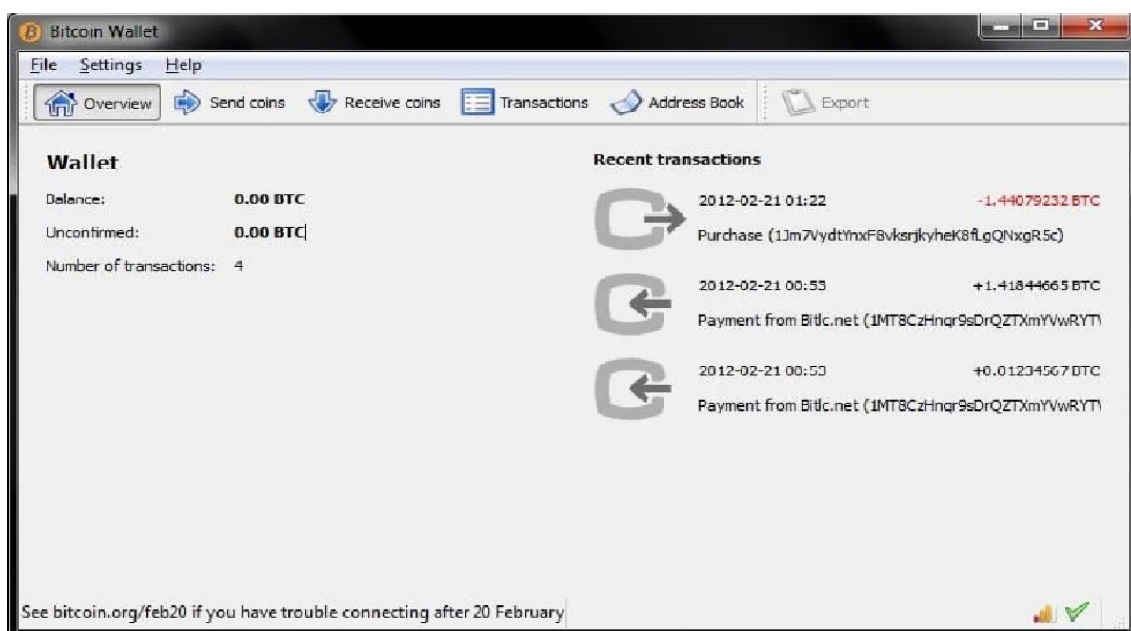 Bitcoin Wallet
File Settings Help
Overview Send coins Receive coins Transactions Address Book Export
Wallet
Balance: 0.00 BTC
Unconfirmed: 0.00 BTC
Number of transactions: 4
Recent transactions
2012-02-21 01:22 -1.44079232 BTC
Purchase
2012-02-21 00:53 +1.41844665 BTC
Payment from Bitlc.net
2012-02-21 00:53 +0.01234567 BTC
Payment from Bitlc.net
See bitcoin.org/feb20 if you have trouble connecting after 20 February